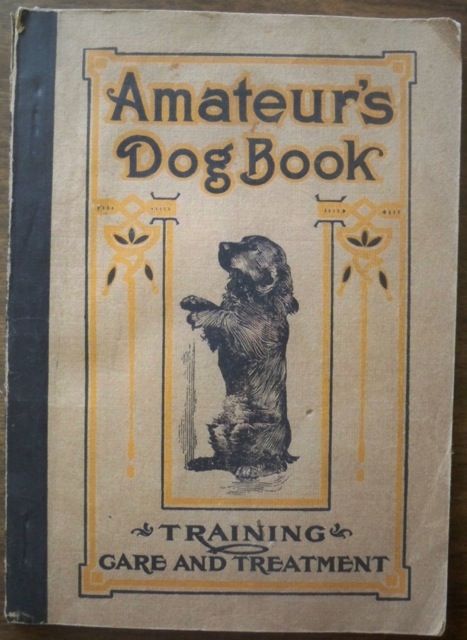 Amateur's
Dog Book
TRAINING
CARE AND TREATMENT